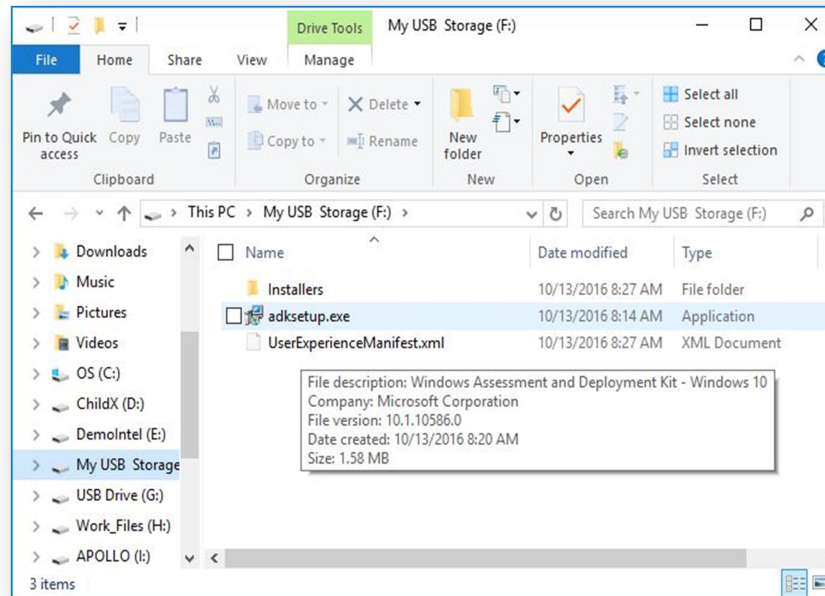 Drive Tools
My USB Storage (F:)
File
Home
Share
View
Manage
Pin to Quick access
Copy
Paste
Move to
Copy to
Delete
Rename
New folder
Properties
Select all
Select none
Invert selection
Clipboard
Organize
New
Open
Select
This PC > My USB Storage (F:) >
Search My USB Storage (F:)
Downloads
Music
Pictures
Videos
OS (C:)
ChildX (D:)
DemoIntel (E:)
My USB Storage
USB Drive (G:)
Work_Files (H:)
APOLLO (I:)
Name
Date modified
Type
Installers
10/13/2016 8:27 AM
File folder
adksetup.exe
10/13/2016 8:14 AM
Application
UserExperienceManifest.xml
10/13/2016 8:27 AM
XML Document
File description: Windows Assessment and Deployment Kit - Windows 10
Company: Microsoft Corporation
File version: 10.1.10586.0
Date created: 10/13/2016 8:20 AM
Size: 1.58 MB
3 items